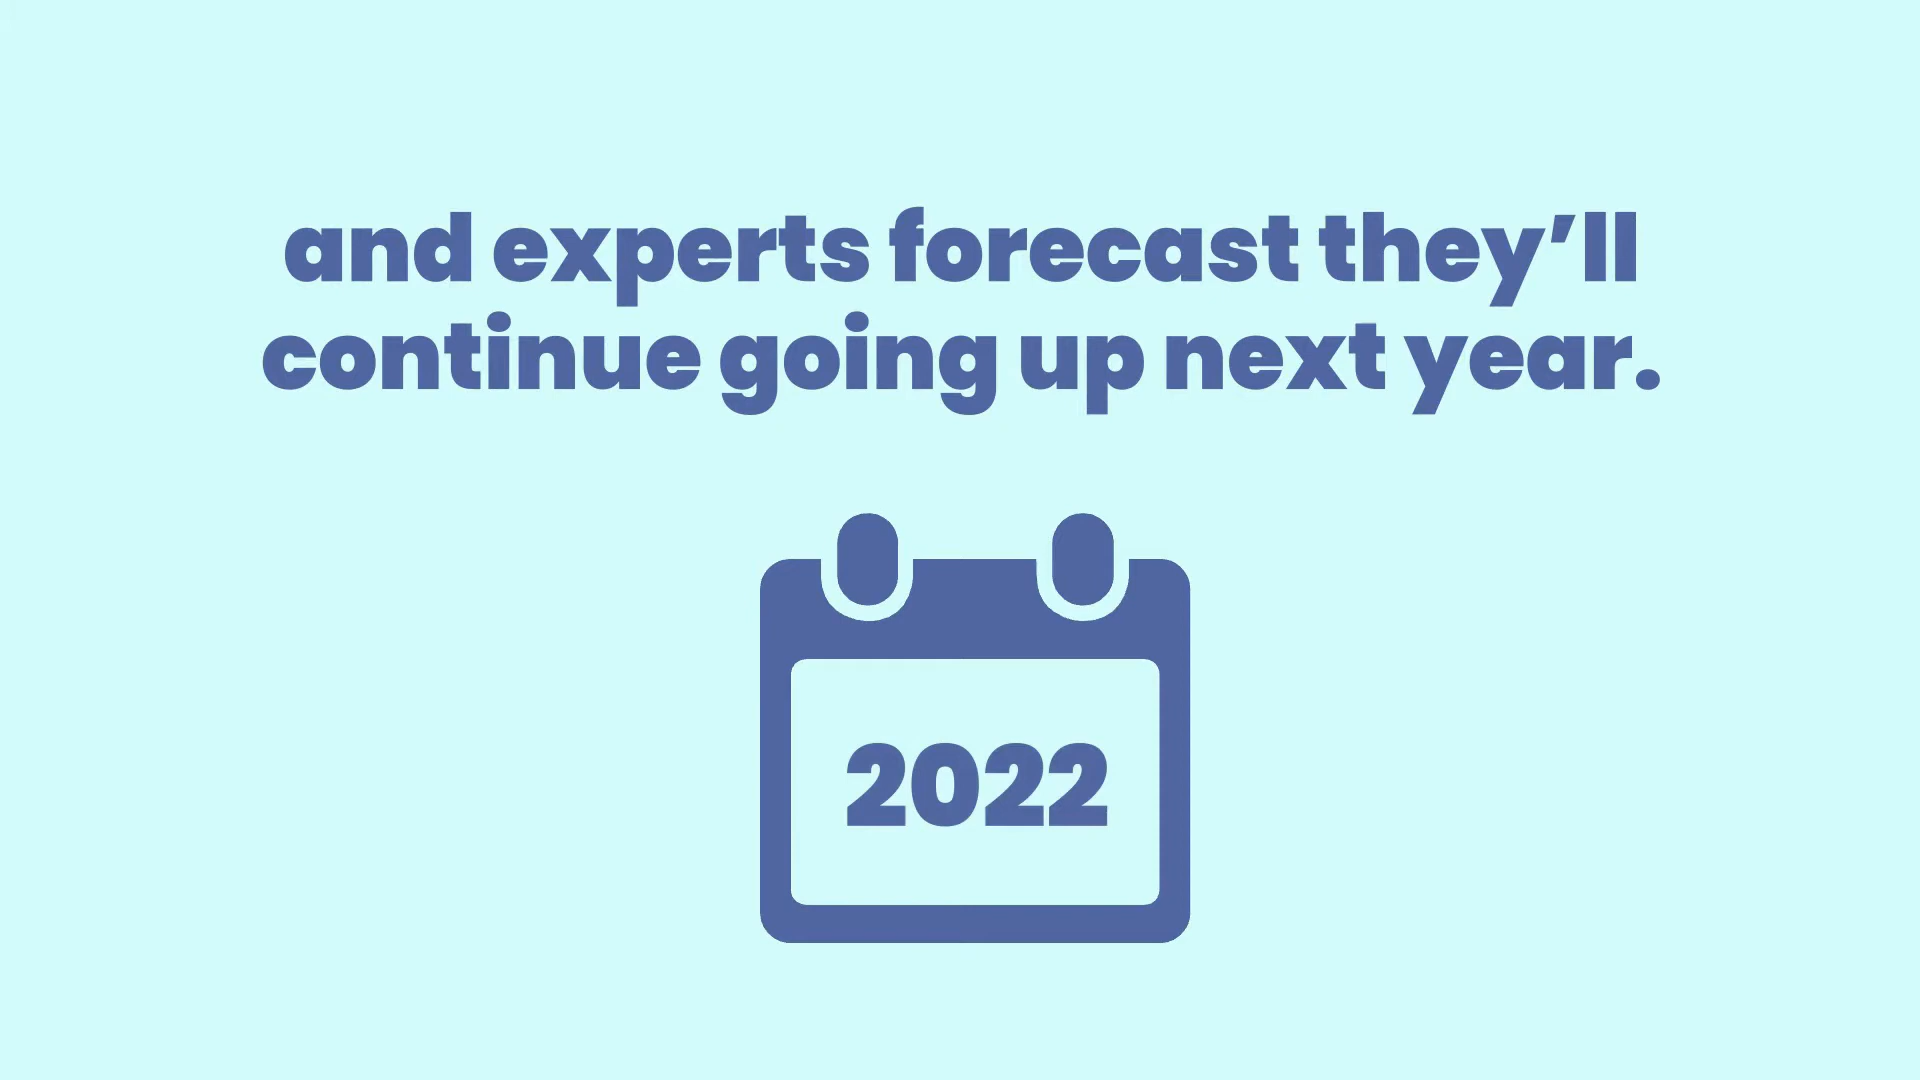 and experts forecast they’ll
continue going up next year.
2022